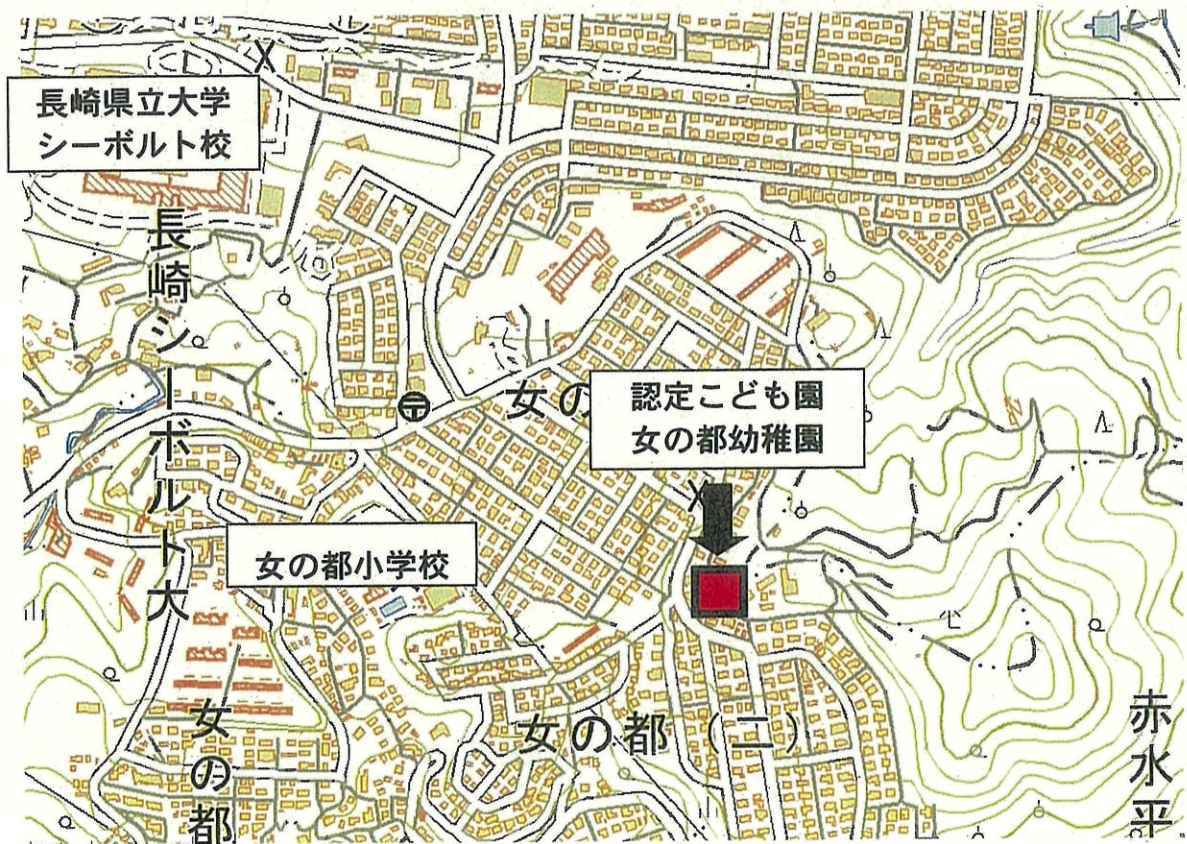 長崎県立大学
シーボルト校
長崎シーボルト大
女の
認定こども園
女の都幼稚園
女の都小学校
女の都（二）
女の都
赤水平